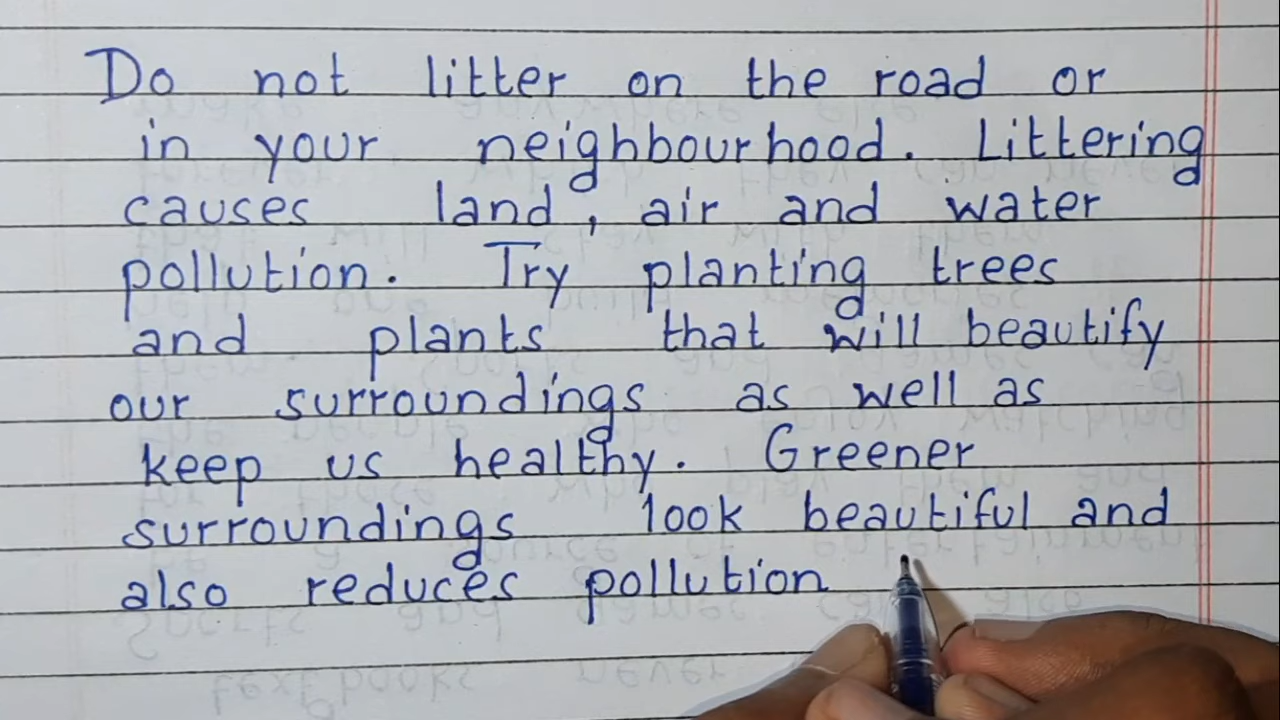 Do not litter on the road or
in your neighbourhood. Littering
causes land, air and water
pollution. Try planting trees
and plants that will beautify
our surroundings as well as
keep us healthy. Greener
surroundings look beautiful and
also reduces pollution